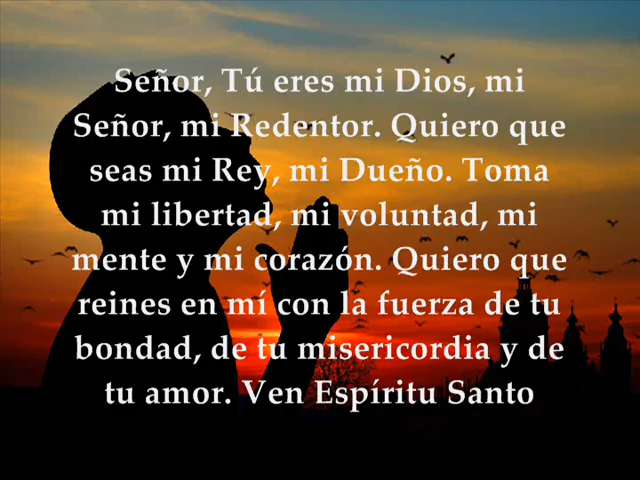 Señor, Tú eres mi Dios, mi
Señor, mi Redentor. Quiero que
seas mi Rey, mi Dueño. Toma
mi libertad, mi voluntad, mi
mente y mi corazón. Quiero que
reines en mí con la fuerza de tu
bondad, de tu misericordia y de
tu amor. Ven Espíritu Santo